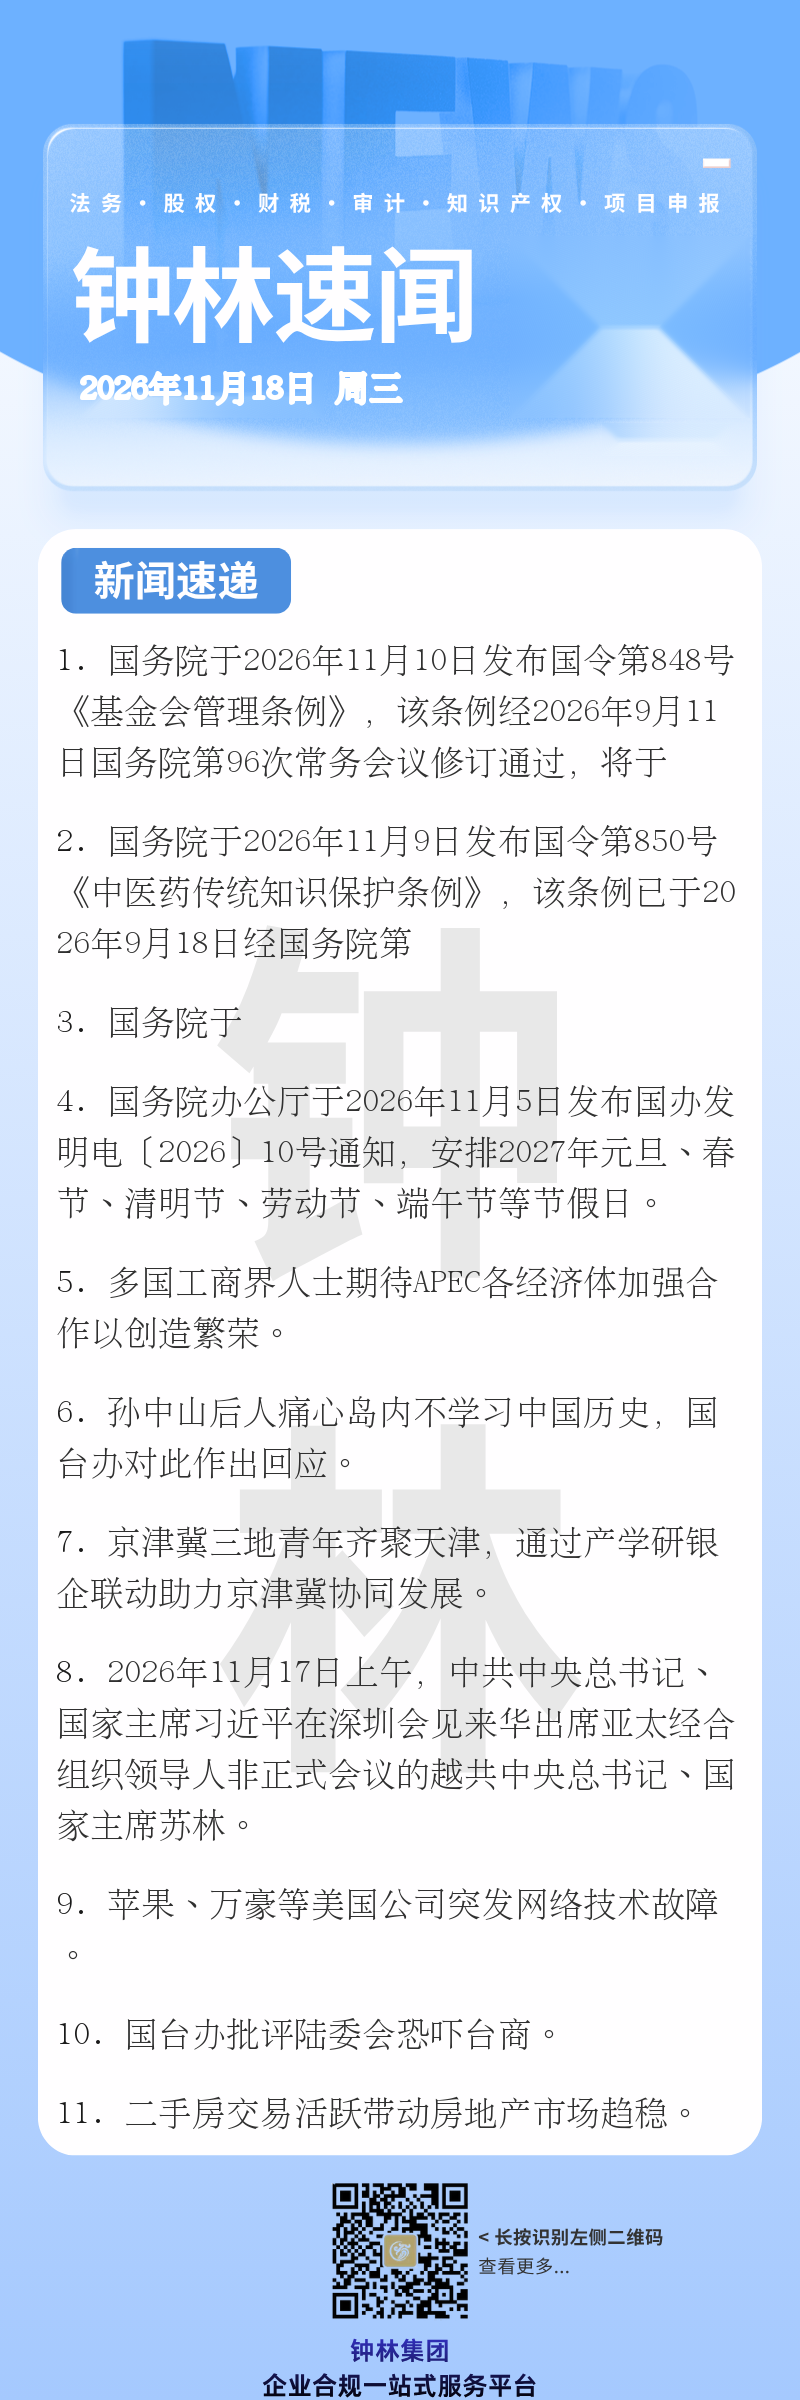 NEWS
法务·股权·财税·审计·知识产权·项目申报
钟林速闻
2026年11月18日 周三
新闻速递
1. 国务院于2026年11月10日发布国令第848号
《基金会管理条例》，该条例经2026年9月11
日国务院第96次常务会议修订通过，将于
2. 国务院于2026年11月9日发布国令第850号
《中医药传统知识保护条例》，该条例已于20
26年9月18日经国务院第
3. 国务院于
4. 国务院办公厅于2026年11月5日发布国办发
明电〔2026〕10号通知，安排2027年元旦、春
节、清明节、劳动节、端午节等节假日。
5. 多国工商界人士期待APEC各经济体加强合
作以创造繁荣。
6. 孙中山后人痛心岛内不学习中国历史，国
台办对此作出回应。
7. 京津冀三地青年齐聚天津，通过产学研银
企联动助力京津冀协同发展。
8. 2026年11月17日上午，中共中央总书记、
国家主席习近平在深圳会见来华出席亚太经合
组织领导人非正式会议的越共中央总书记、国
家主席苏林。
9. 苹果、万豪等美国公司突发网络技术故障
。
10. 国台办批评陆委会恐吓台商。
11. 二手房交易活跃带动房地产市场趋稳。
钟
林
< 长按识别左侧二维码
查看更多...
钟林集团
企业合规一站式服务平台